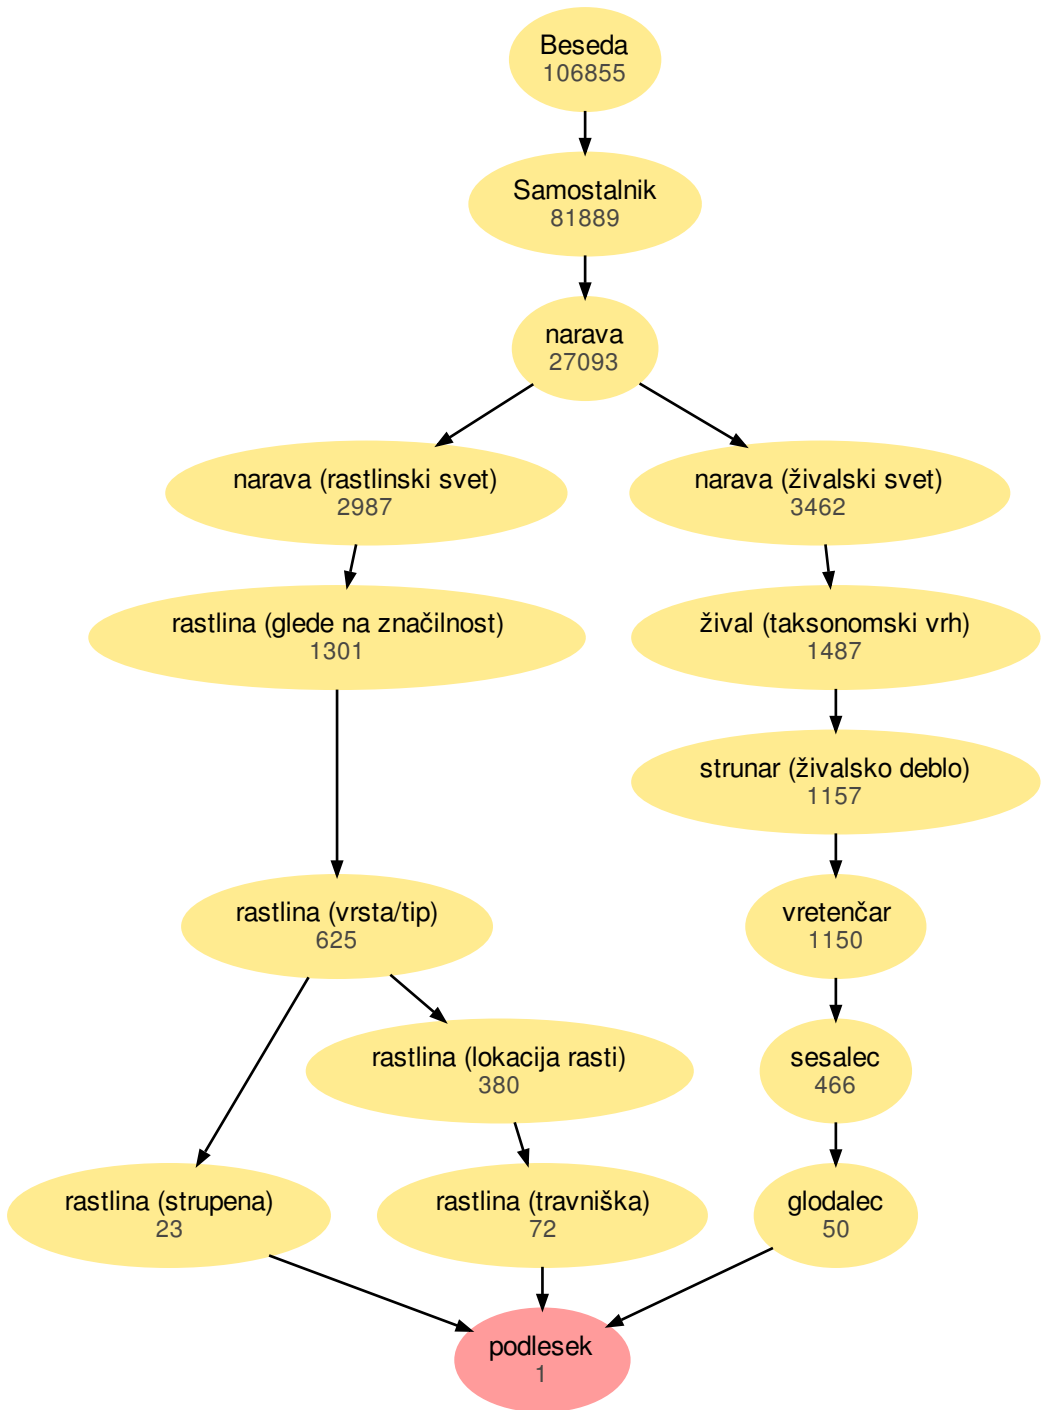 Beseda
106855
Samostalnik
81889
narava
27093
narava (rastlinski svet)
2987
narava (živalski svet)
3462
rastlina (glede na značilnost)
1301
žival (taksonomski vrh)
1487
strunar (živalsko deblo)
1157
rastlina (vrsta/tip)
625
vretenčar
1150
rastlina (lokacija rasti)
380
sesalec
466
rastlina (strupena)
23
rastlina (travniška)
72
glodalec
50
podlesek
1